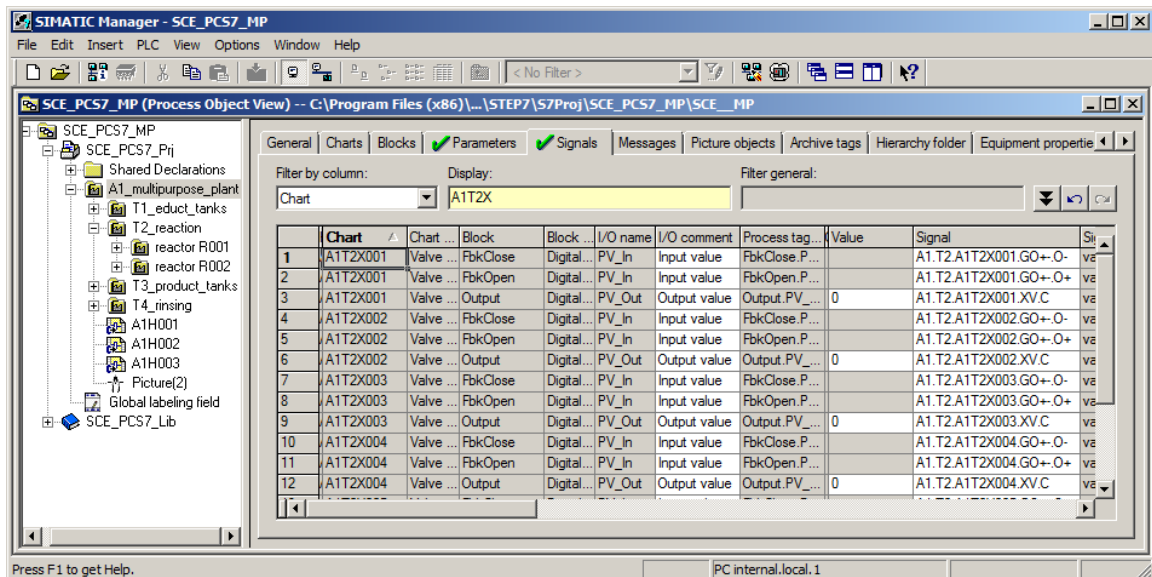 SIMATIC Manager - SCE_PCS7_MP
File Edit Insert PLC View Options Window Help
< No Filter >
SCE_PCS7_MP (Process Object View) -- C:\Program Files (x86)\...\STEP7\S7Proj\SCE_PCS7_MP\SCE__MP
SCE_PCS7_MP
SCE_PCS7_Prj
Shared Declarations
A1_multipurpose_plant
T1_educt_tanks
T2_reaction
reactor R001
reactor R002
T3_product_tanks
T4_rinsing
A1H001
A1H002
A1H003
Picture(2)
Global labeling field
SCE_PCS7_Lib
General Charts Blocks Parameters Signals Messages Picture objects Archive tags Hierarchy folder Equipment propertie
Filter by column: Display: Filter general:
Chart A1T2X
Chart Chart ... Block Block ... I/O name I/O comment Process tag... Value Signal
1 A1T2X001 Valve ... FbkClose Digital... PV_In Input value FbkClose.P... A1.T2.A1T2X001.GO+-.O- va
2 A1T2X001 Valve ... FbkOpen Digital... PV_In Input value FbkOpen.P... A1.T2.A1T2X001.GO+-.O+ va
3 A1T2X001 Valve ... Output Digital... PV_Out Output value Output.PV_... 0 A1.T2.A1T2X001.XV.C va
4 A1T2X002 Valve ... FbkClose Digital... PV_In Input value FbkClose.P... A1.T2.A1T2X002.GO+-.O- va
5 A1T2X002 Valve ... FbkOpen Digital... PV_In Input value FbkOpen.P... A1.T2.A1T2X002.GO+-.O+ va
6 A1T2X002 Valve ... Output Digital... PV_Out Output value Output.PV_... 0 A1.T2.A1T2X002.XV.C va
7 A1T2X003 Valve ... FbkClose Digital... PV_In Input value FbkClose.P... A1.T2.A1T2X003.GO+-.O- va
8 A1T2X003 Valve ... FbkOpen Digital... PV_In Input value FbkOpen.P... A1.T2.A1T2X003.GO+-.O+ va
9 A1T2X003 Valve ... Output Digital... PV_Out Output value Output.PV_... 0 A1.T2.A1T2X003.XV.C va
10 A1T2X004 Valve ... FbkClose Digital... PV_In Input value FbkClose.P... A1.T2.A1T2X004.GO+-.O- va
11 A1T2X004 Valve ... FbkOpen Digital... PV_In Input value FbkOpen.P... A1.T2.A1T2X004.GO+-.O+ va
12 A1T2X004 Valve ... Output Digital... PV_Out Output value Output.PV_... 0 A1.T2.A1T2X004.XV.C va
Press F1 to get Help. PC internal.local.1